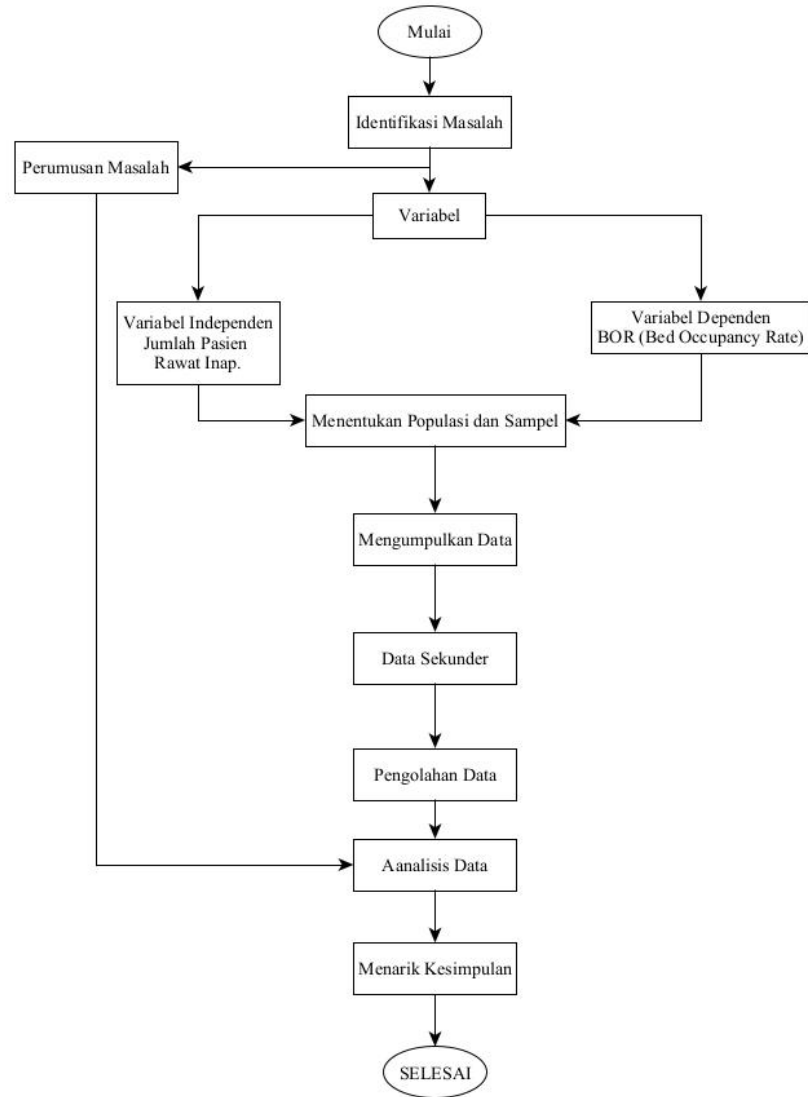 Mulai
Identifikasi Masalah
Perumusan Masalah
Variabel
Variabel Independen
Jumlah Pasien
Rawat Inap.
Variabel Dependen
BOR (Bed Occupancy Rate)
Menentukan Populasi dan Sampel
Mengumpulkan Data
Data Sekunder
Pengolahan Data
Aanalisis Data
Menarik Kesimpulan
SELESAI